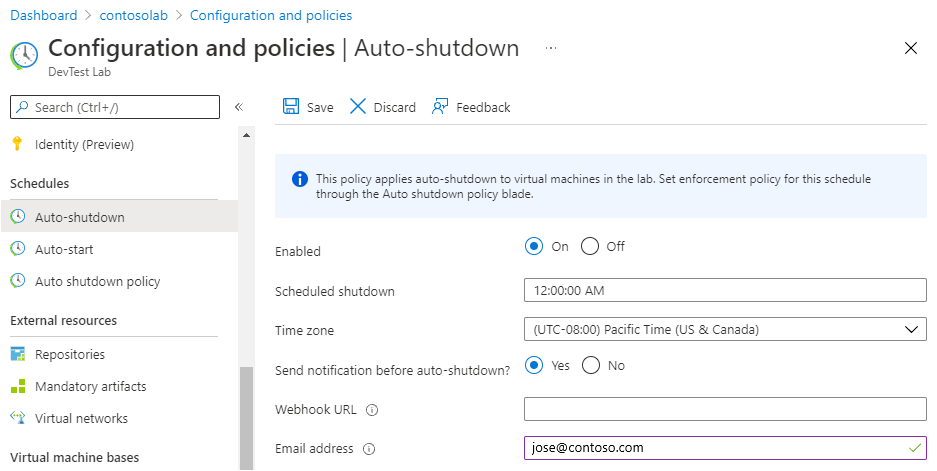 Dashboard > contosolab > Configuration and policies
Configuration and policies | Auto-shutdown ...
DevTest Lab
Search (Ctrl+/) «
Identity (Preview)
Schedules
Auto-shutdown
Auto-start
Auto shutdown policy
External resources
Repositories
Mandatory artifacts
Virtual networks
Virtual machine bases
Save Discard Feedback
This policy applies auto-shutdown to virtual machines in the lab. Set enforcement policy for this schedule
through the Auto shutdown policy blade.
Enabled On Off
Scheduled shutdown 12:00:00 AM
Time zone (UTC-08:00) Pacific Time (US & Canada)
Send notification before auto-shutdown? Yes No
Webhook URL
Email address jose@contoso.com